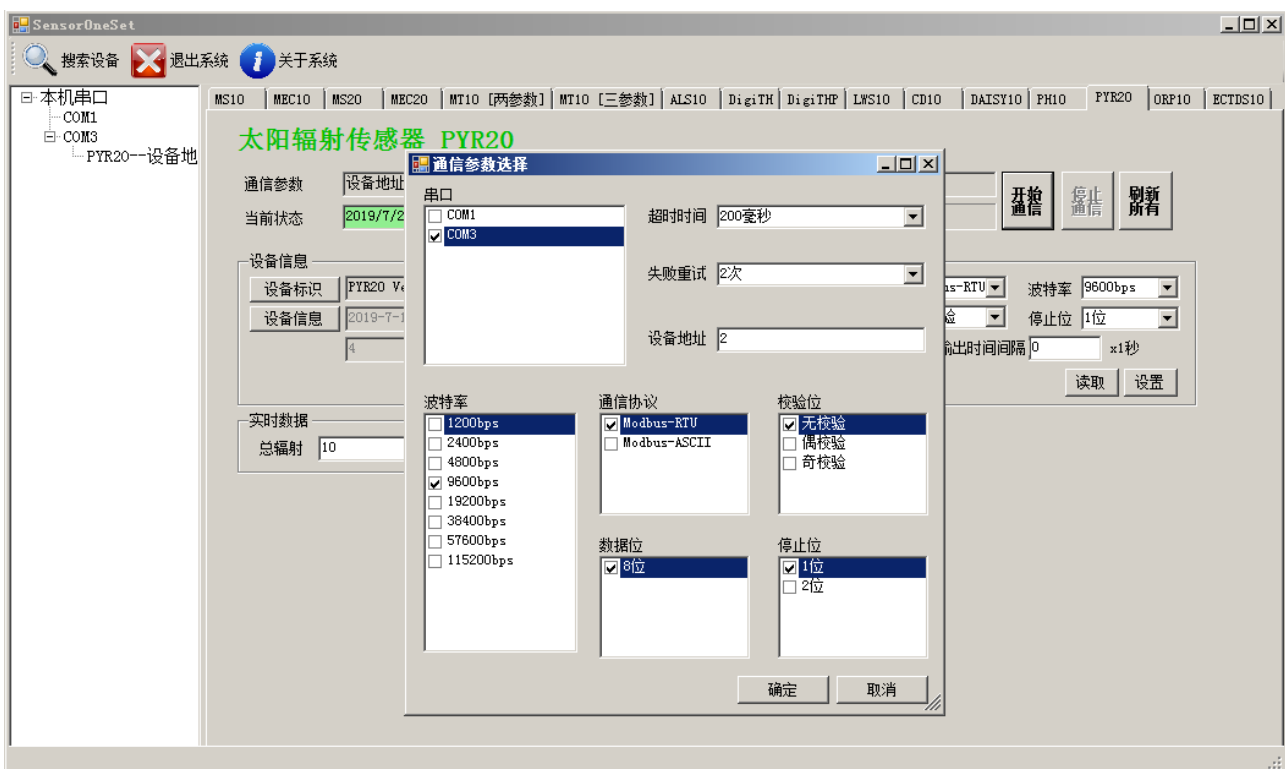 SensorOneSet
搜索设备 退出系统 关于系统
本机串口
COM1
COM3
PYR20--设备地
MS10 MEC10 MS20 MEC20 MT10 [两参数] MT10 [三参数] ALS10 DigiTH DigiTHP LWS10 CD10 DAISY10 PH10 PYR20 ORP10 ECTDS10
太阳辐射传感器 PYR20
通信参数 设备地址
当前状态 2019/7/2
开始通信 停止通信 刷新所有
设备信息
设备标识 PYR20 Ve
设备信息 2019-7-1
4
us-RTU 波特率 9600bps
验 停止位 1位
输出时间间隔 0 x1秒
读取 设置
实时数据
总辐射 10
通信参数选择
串口
COM1
COM3
超时时间 200毫秒
失败重试 2次
设备地址 2
波特率
1200bps
2400bps
4800bps
9600bps
19200bps
38400bps
57600bps
115200bps
通信协议
Modbus-RTU
Modbus-ASCII
校验位
无校验
偶校验
奇校验
数据位
8位
停止位
1位
2位
确定 取消